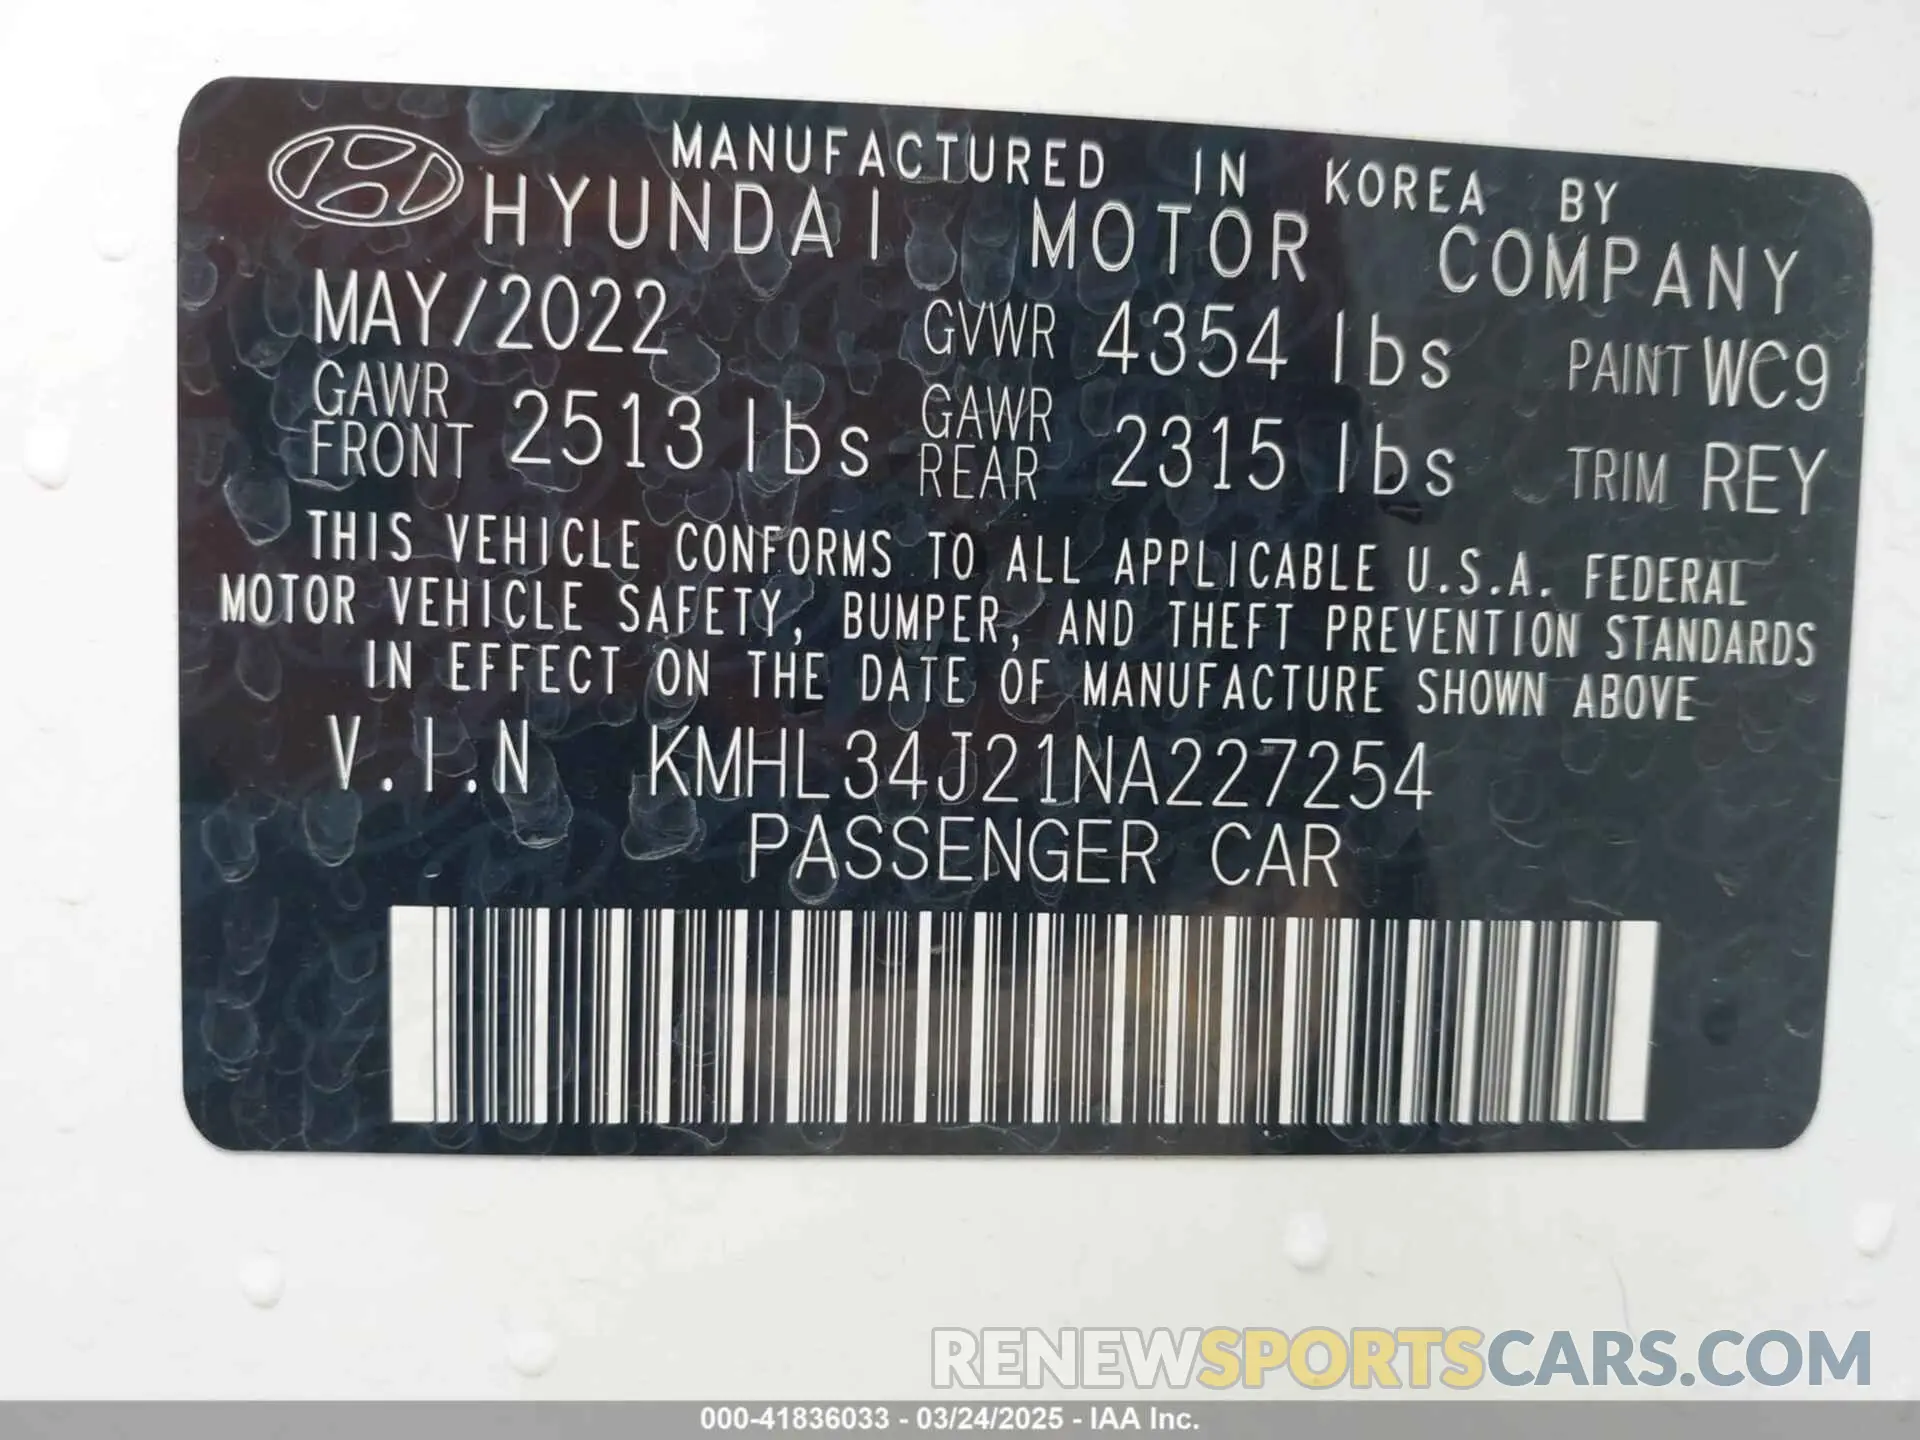 MANUFACTURED IN KOREA BY
HYUNDAI MOTOR COMPANY
MAY/2022 GVWR 4354 lbs PAINT WC9
GAWR FRONT 2513 lbs GAWR REAR 2315 lbs TRIM REY
THIS VEHICLE CONFORMS TO ALL APPLICABLE U.S.A. FEDERAL
MOTOR VEHICLE SAFETY, BUMPER, AND THEFT PREVENTION STANDARDS
IN EFFECT ON THE DATE OF MANUFACTURE SHOWN ABOVE
V.I.N KMHL34J21NA227254
PASSENGER CAR
RENEWSPORTSCARS.COM
000-41836033 - 03/24/2025 - IAA Inc.